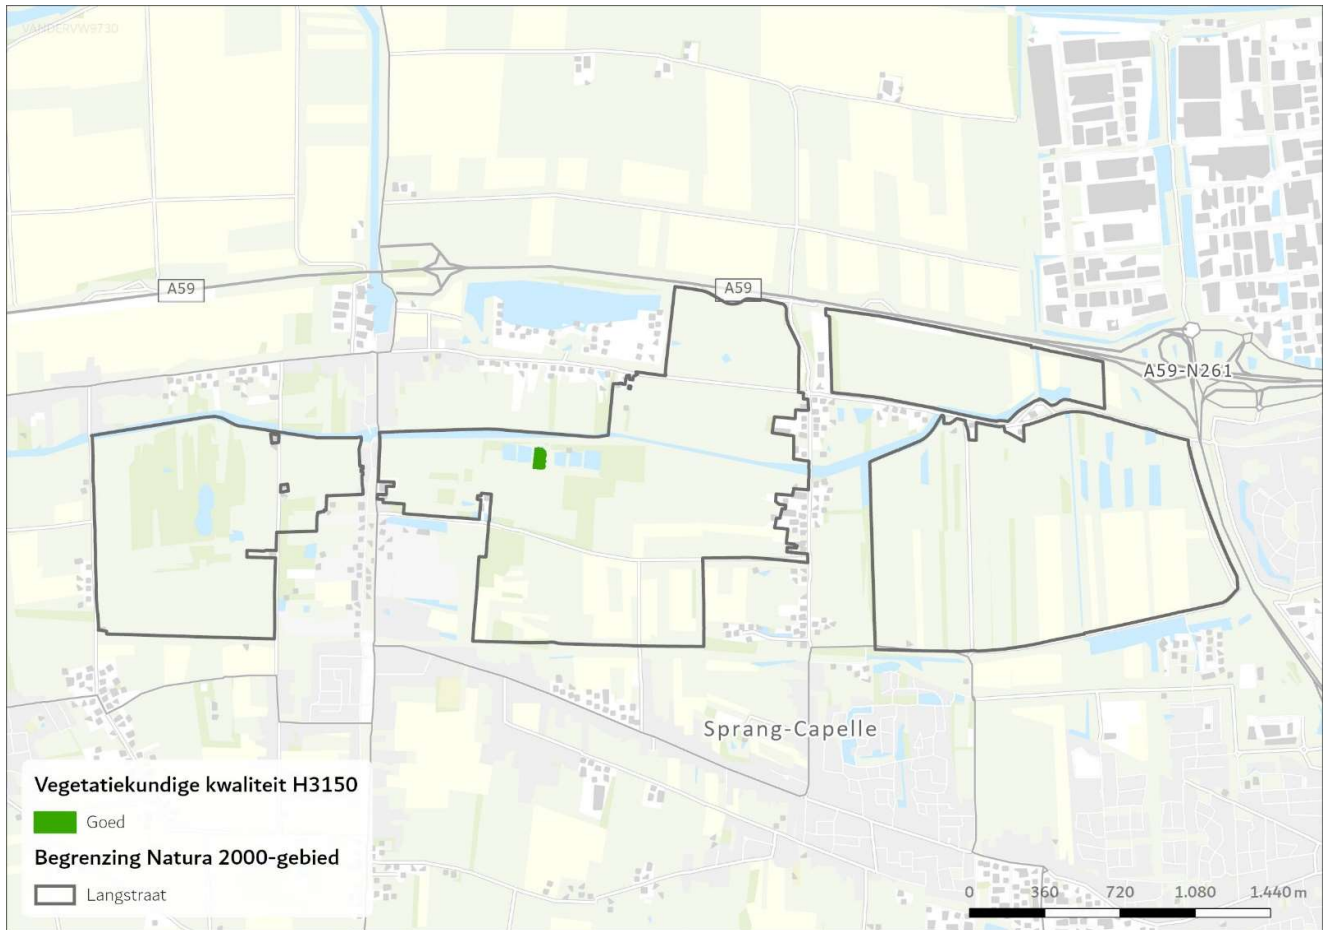 VANDERVW8730
A59
A59
A59-N261
Sprang-Capelle
Vegetatiekundige kwaliteit H3150
Goed
Begrenzing Natura 2000-gebied
Langstraat
0 360 720 1.080 1.440 m